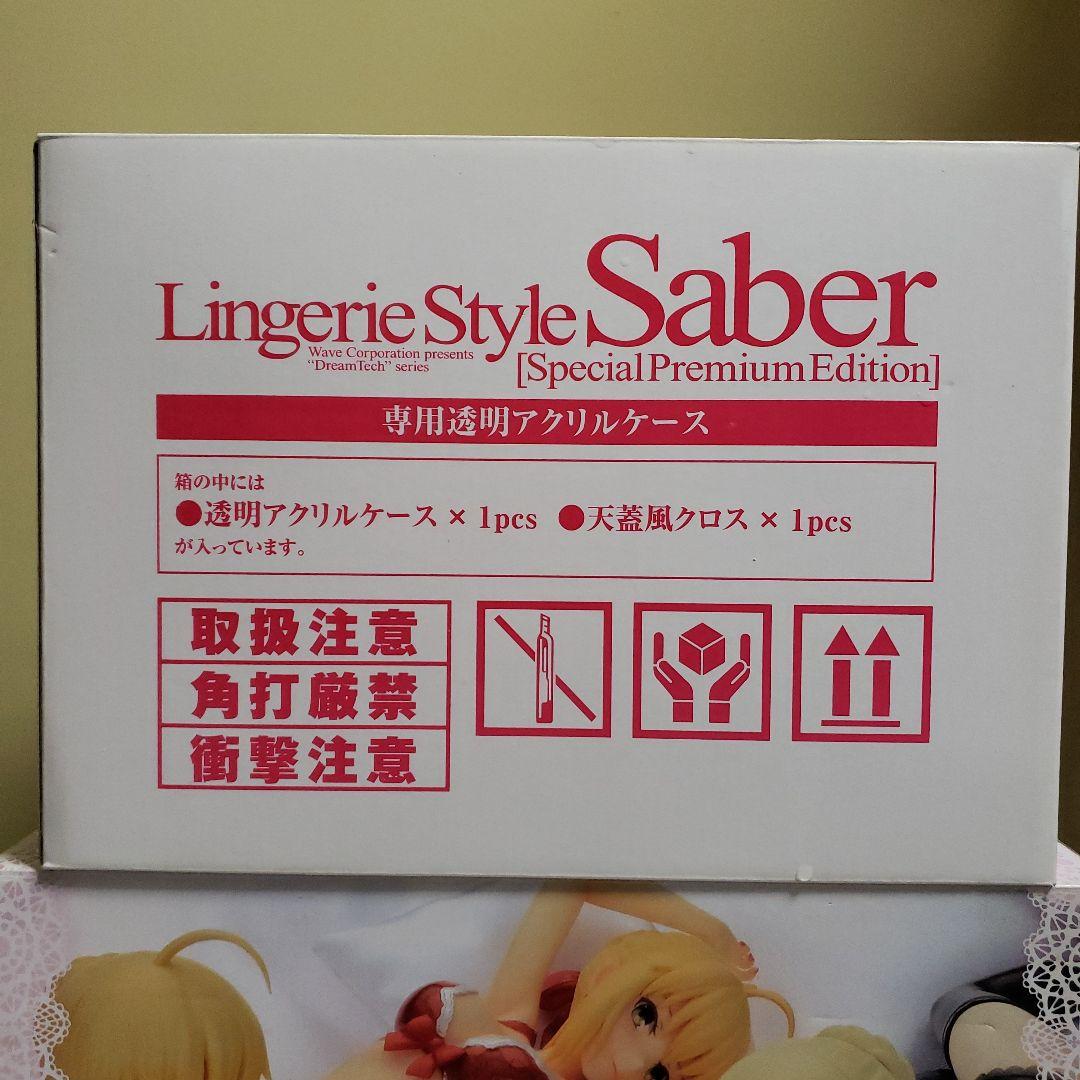 Lingerie Style Saber
Wave Corporation presents
"DreamTech" series
[Special Premium Edition]
専用透明アクリルケース
箱の中には
●透明アクリルケース × 1pcs ●天蓋風クロス × 1pcs
が入っています。
取扱注意
角打厳禁
衝撃注意